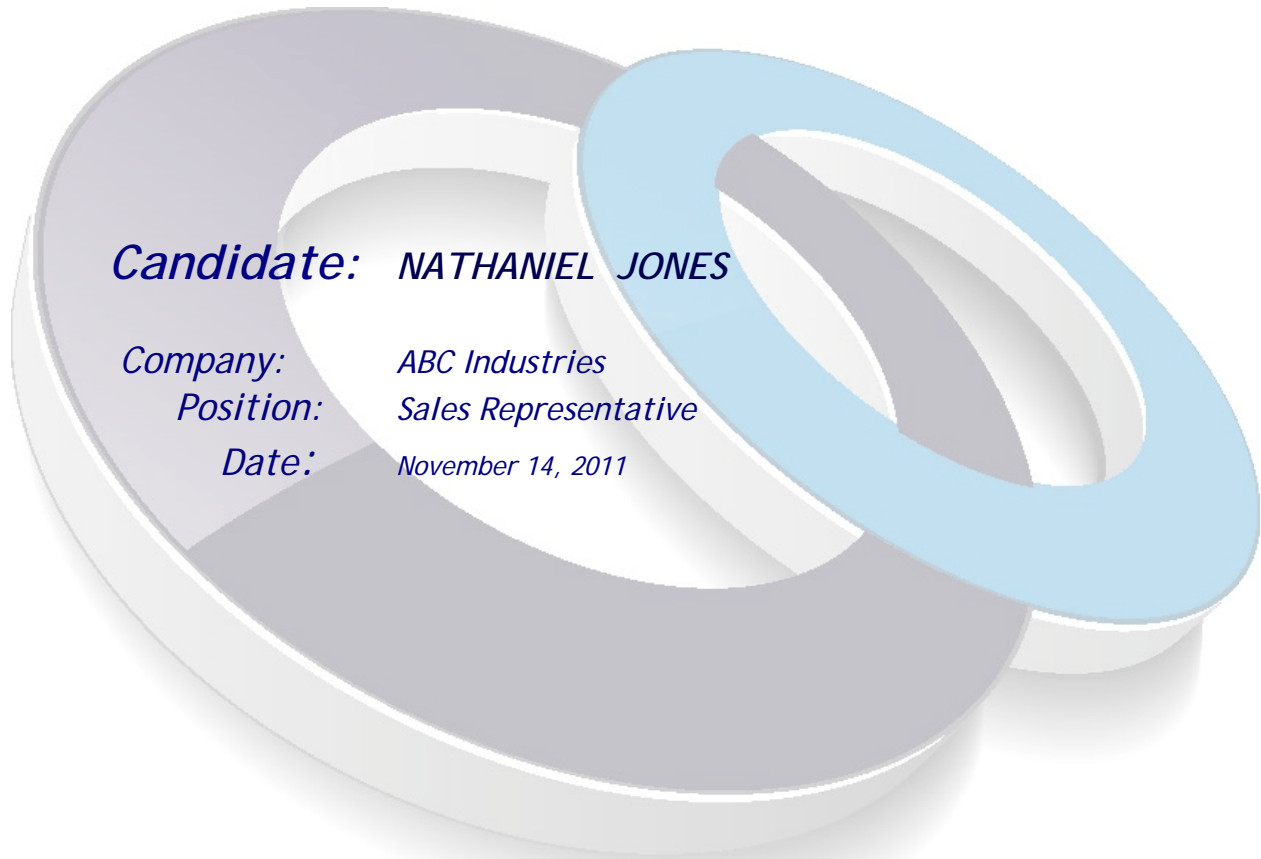 Candidate: NATHANIEL JONES
Company: ABC Industries
Position: Sales Representative
Date: November 14, 2011